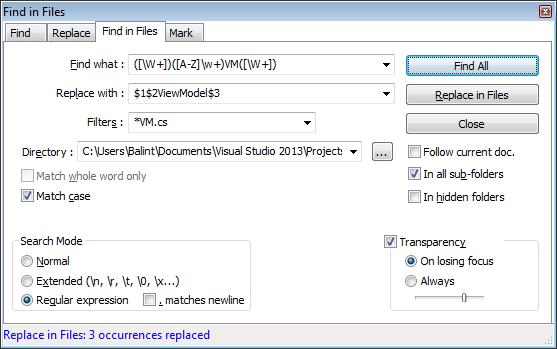 Find in Files
Find Replace Find in Files Mark
Find what : ([\W+])([A-Z]\w+)VM([\W+]) Find All
Replace with : $1$2ViewModel$3 Replace in Files
Filters : *VM.cs Close
Directory : C:\Users\Balint\Documents\Visual Studio 2013\Projects ... Follow current doc.
Match whole word only In all sub-folders
Match case In hidden folders
Search Mode Transparency
Normal On losing focus
Extended (\n, \r, \t, \0, \x...) Always
Regular expression . matches newline
Replace in Files: 3 occurrences replaced